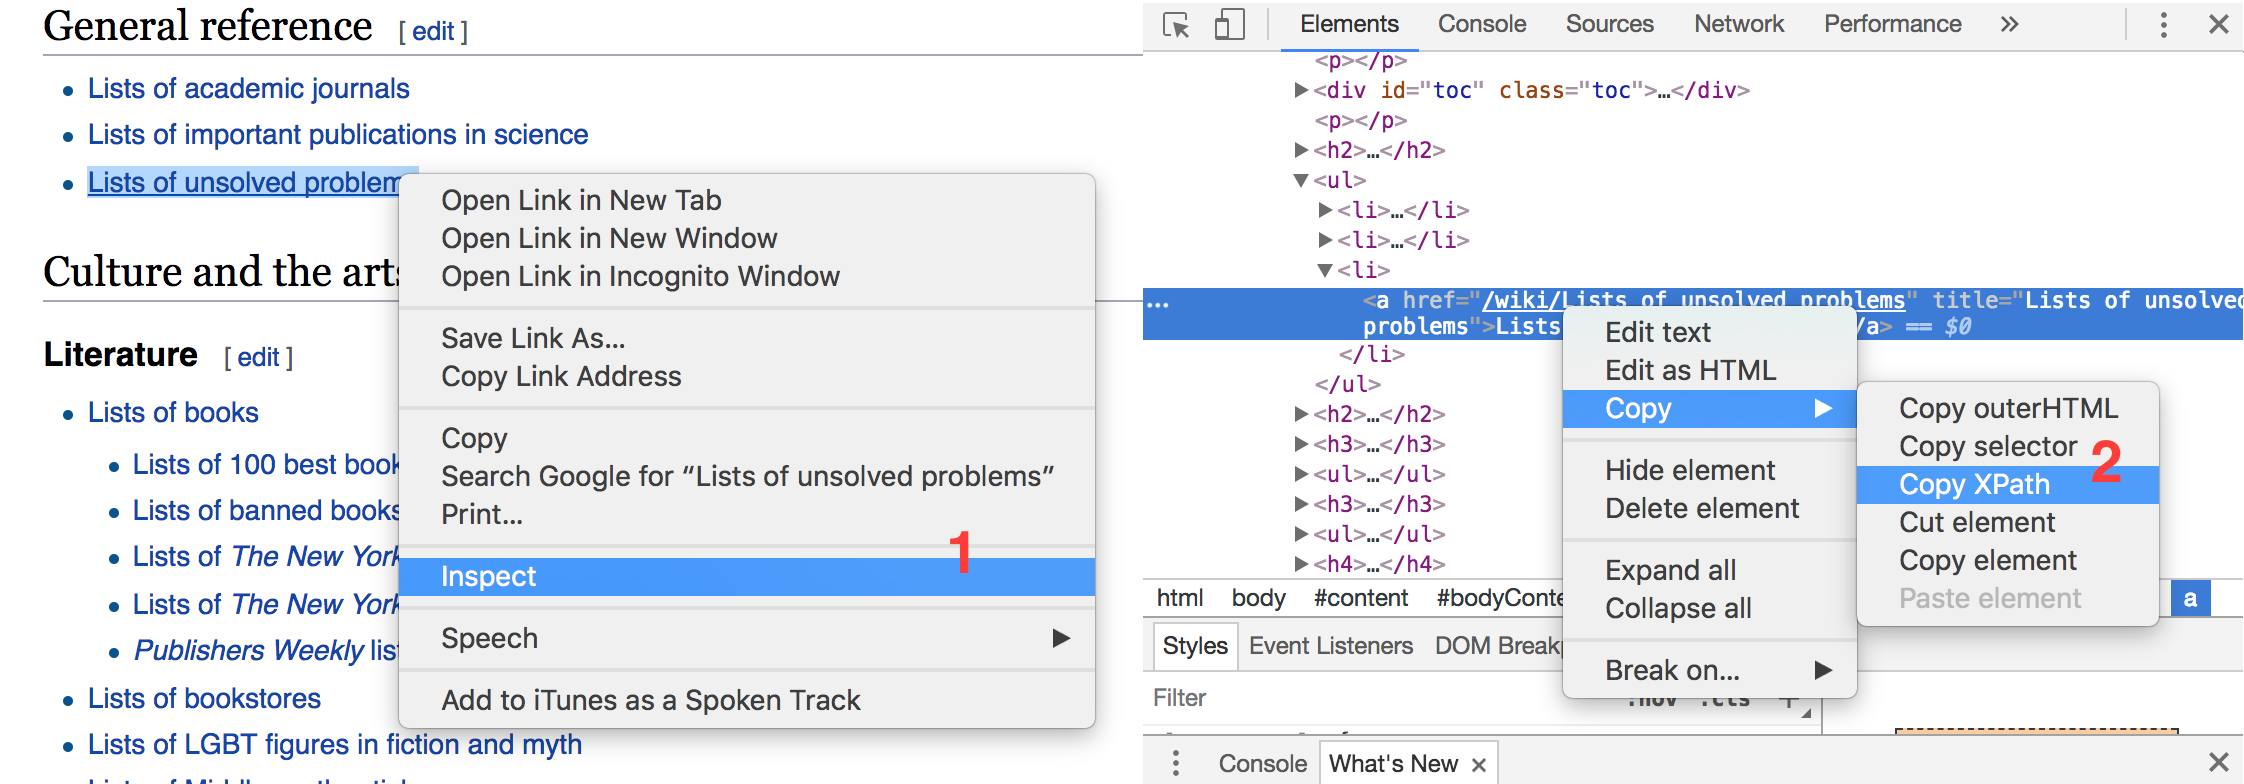 General reference [ edit ]
Lists of academic journals
Lists of important publications in science
Lists of unsolved problem
Culture and the arts
Literature [ edit ]
Lists of books
Lists of 100 best book
Lists of banned books
Lists of The New York
Lists of The New York
Publishers Weekly list
Lists of bookstores
Lists of LGBT figures in fiction and myth
Open Link in New Tab
Open Link in New Window
Open Link in Incognito Window
Save Link As...
Copy Link Address
Copy
Search Google for “Lists of unsolved problems”
Print...
1
Inspect
Speech
Add to iTunes as a Spoken Track
Elements Console Sources Network Performance »
<p></p>
<div id="toc" class="toc">…</div>
<p></p>
<h2>…</h2>
<ul>
<li>…</li>
<li>…</li>
<li>
<a href="/wiki/Lists_of_unsolved_problems" title="Lists of unsolved
problems">Lists /a> == $0
</li>
</ul>
<h2>…</h2>
<h3>…</h3>
<ul>…</ul>
<h3>…</h3>
<ul>…</ul>
<h4>…</h4>
html body #content #bodyConte a
Styles Event Listeners DOM Breakp
Filter :hov .cls +
Console What's New ×
Edit text
Edit as HTML
Copy
Hide element
Delete element
Expand all
Collapse all
Break on...
Copy outerHTML
Copy selector
2
Copy XPath
Cut element
Copy element
Paste element